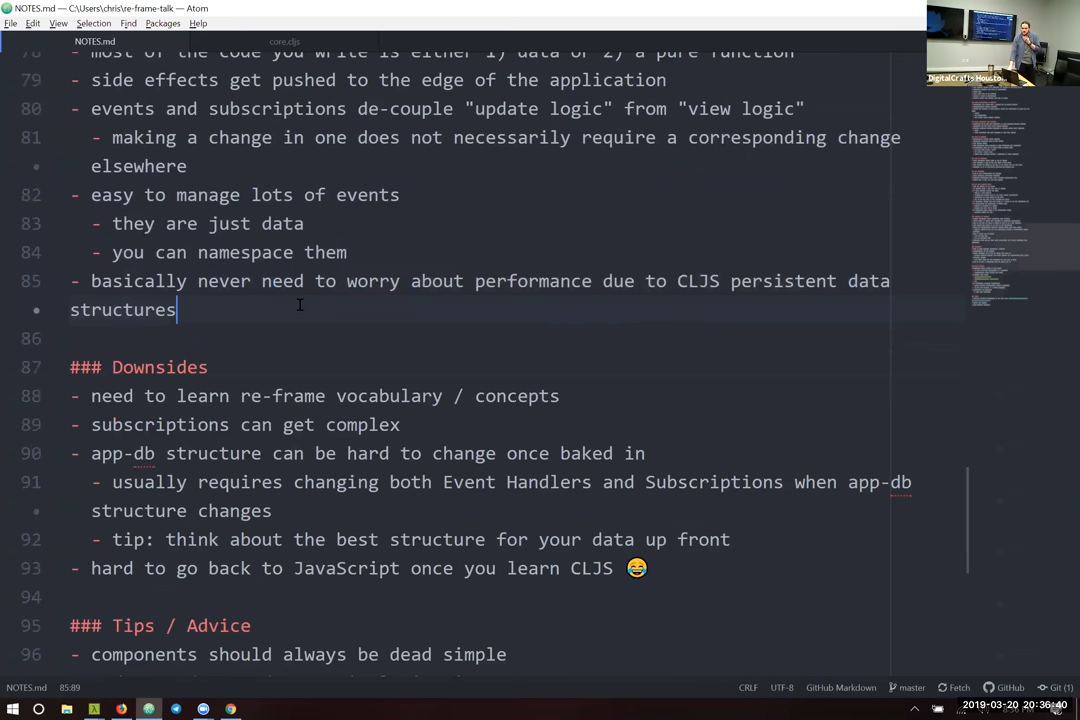 NOTES.md — C:\Users\chris\re-frame-talk — Atom
File Edit View Selection Find Packages Help
NOTES.md core.cljs
78 - most of the code you write is either 1) data or 2) a pure function
79 - side effects get pushed to the edge of the application
80 - events and subscriptions de-couple "update logic" from "view logic"
81 - making a change in one does not necessarily require a corresponding change
• elsewhere
82 - easy to manage lots of events
83 - they are just data
84 - you can namespace them
85 - basically never need to worry about performance due to CLJS persistent data
• structures
86
87 ### Downsides
88 - need to learn re-frame vocabulary / concepts
89 - subscriptions can get complex
90 - app-db structure can be hard to change once baked in
91 - usually requires changing both Event Handlers and Subscriptions when app-db
• structure changes
92 - tip: think about the best structure for your data up front
93 - hard to go back to JavaScript once you learn CLJS 😂
94
95 ### Tips / Advice
96 - components should always be dead simple
NOTES.md 85:89 CRLF UTF-8 GitHub Markdown master Fetch GitHub Git (1)
DigitalCrafts Housto...
2019-03-20 20:36:40